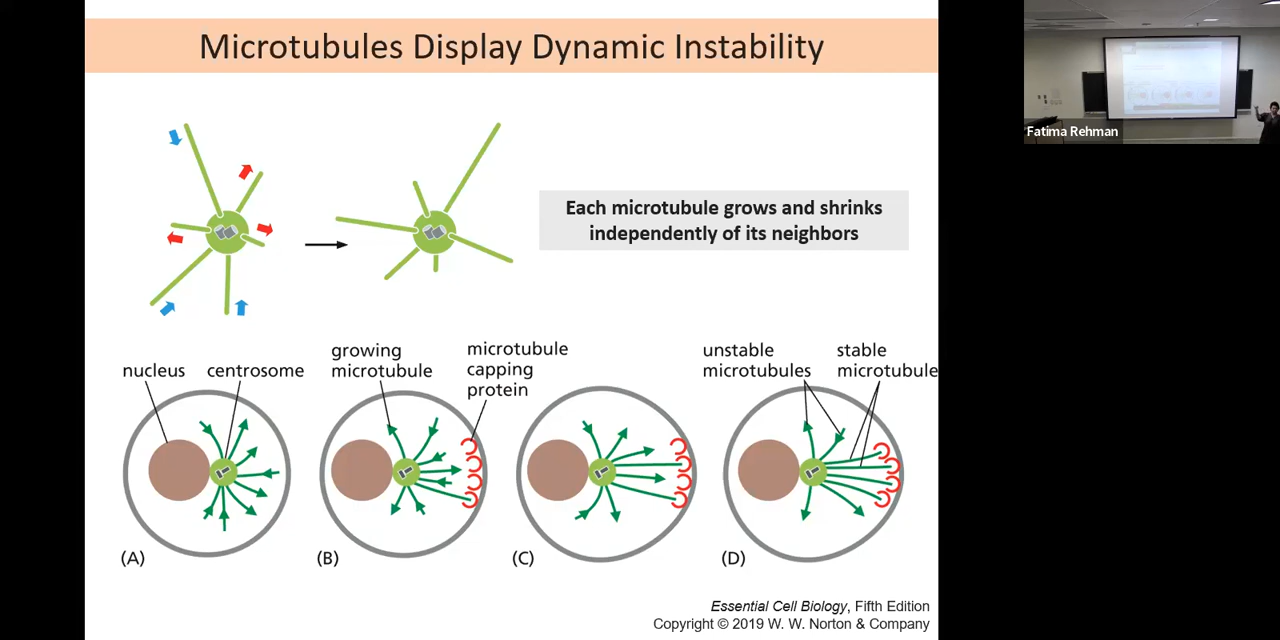 Microtubules Display Dynamic Instability
Each microtubule grows and shrinks
independently of its neighbors
nucleus
centrosome
growing
microtubule
microtubule
capping
protein
unstable
microtubules
stable
microtubule
(A)
(B)
(C)
(D)
Essential Cell Biology, Fifth Edition
Copyright © 2019 W. W. Norton & Company
Fatima Rehman